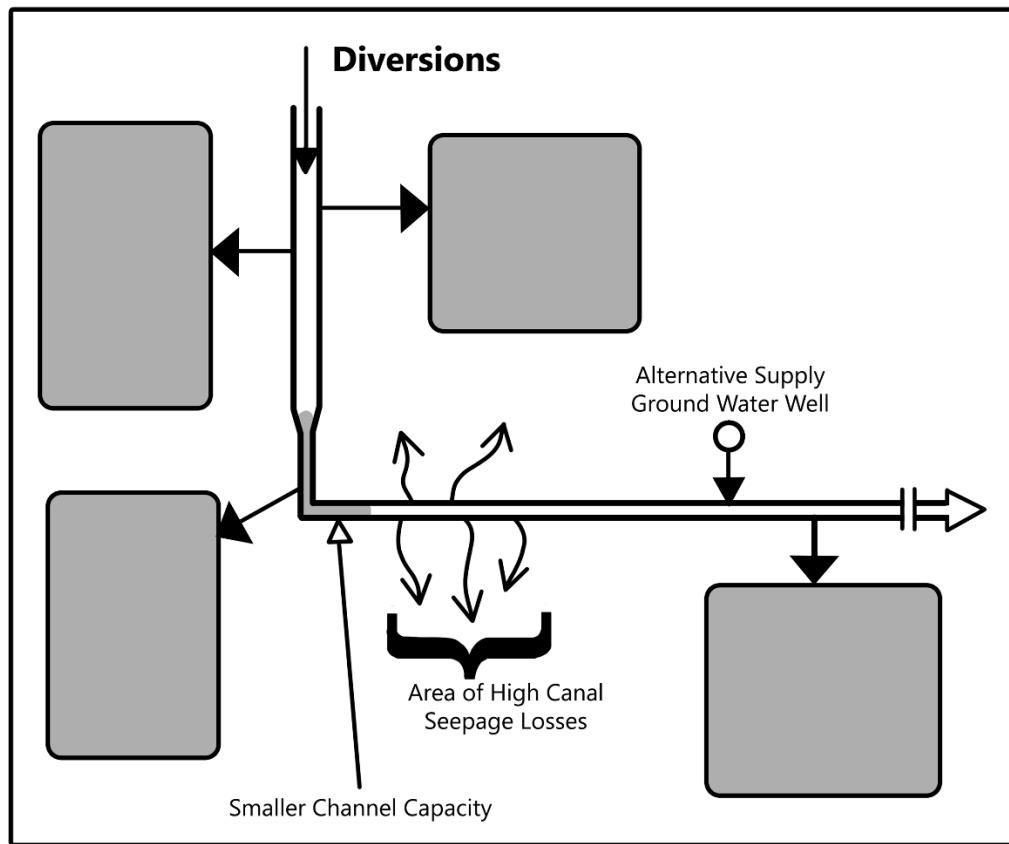 Diversions
Alternative Supply
Ground Water Well
Area of High Canal
Seepage Losses
Smaller Channel Capacity